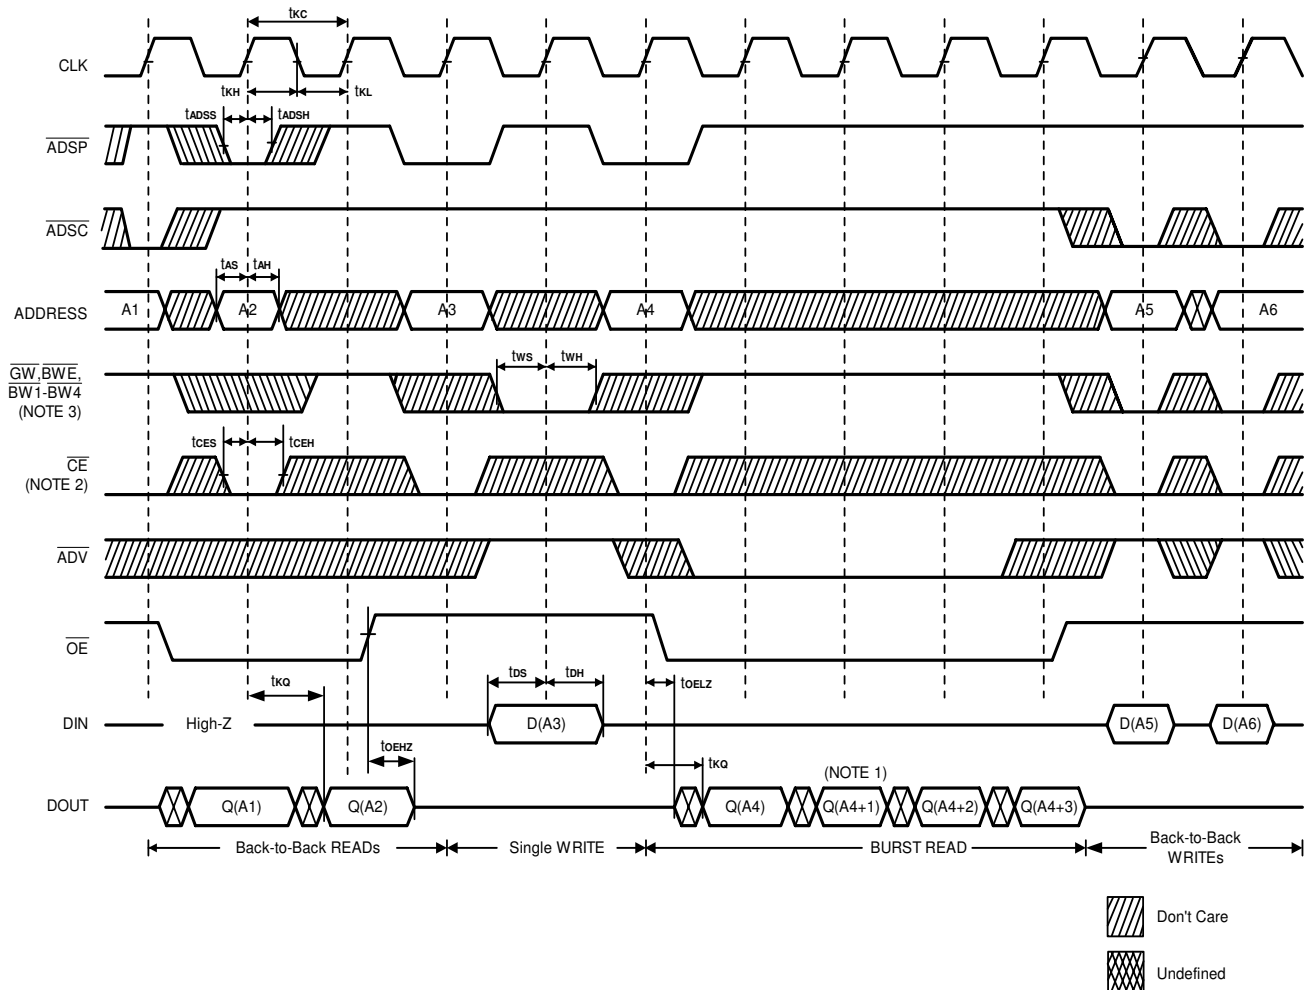 tKC
CLK
tKH
tKL
tADSS
tADSH
ADSP
ADSC
tAS
tAH
ADDRESS
A1
A2
A3
A4
A5
A6
GW,BWE,
BW1-BW4
(NOTE 3)
tWS
tWH
tCES
tCEH
CE
(NOTE 2)
ADV
OE
tKQ
tDS
tDH
tOELZ
DIN
High-Z
D(A3)
D(A5)
D(A6)
tOEHZ
tKQ
(NOTE 1)
DOUT
Q(A1)
Q(A2)
Q(A4)
Q(A4+1)
Q(A4+2)
Q(A4+3)
Back-to-Back READs
Single WRITE
BURST READ
Back-to-Back
WRITEs
Don't Care
Undefined